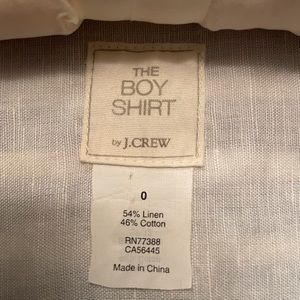 THE
BOY
SHIRT
by J.CREW
0
54% Linen
46% Cotton
RN77388
CA56445
Made in China